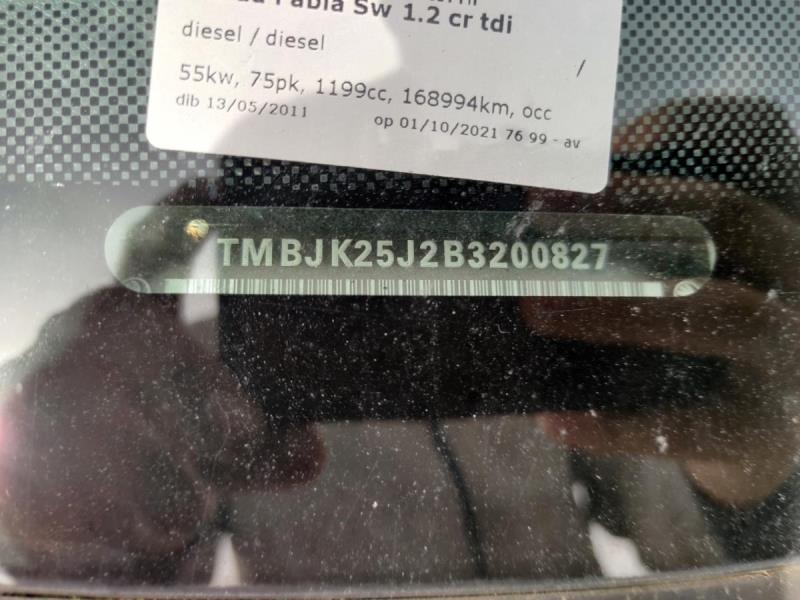 Fabia Sw 1.2 cr tdi
diesel / diesel
/
55kw, 75pk, 1199cc, 168994km, occ
dib 13/05/2011 op 01/10/2021 76 99 - av
TMBJK25J2B3200827